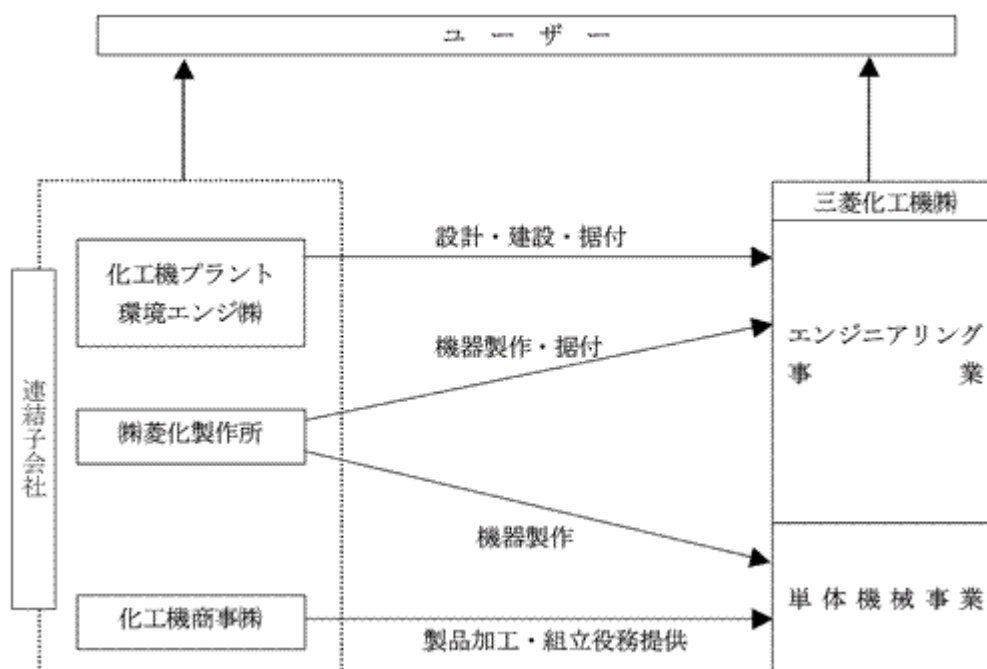 ユーザー
三菱化工機㈱
設計・建設・据付
化工機プラント
環境エンジ㈱
エンジニアリング
事業
機器製作・据付
連結子会社
㈱菱化製作所
機器製作
単体機械事業
化工機商事㈱
製品加工・組立役務提供